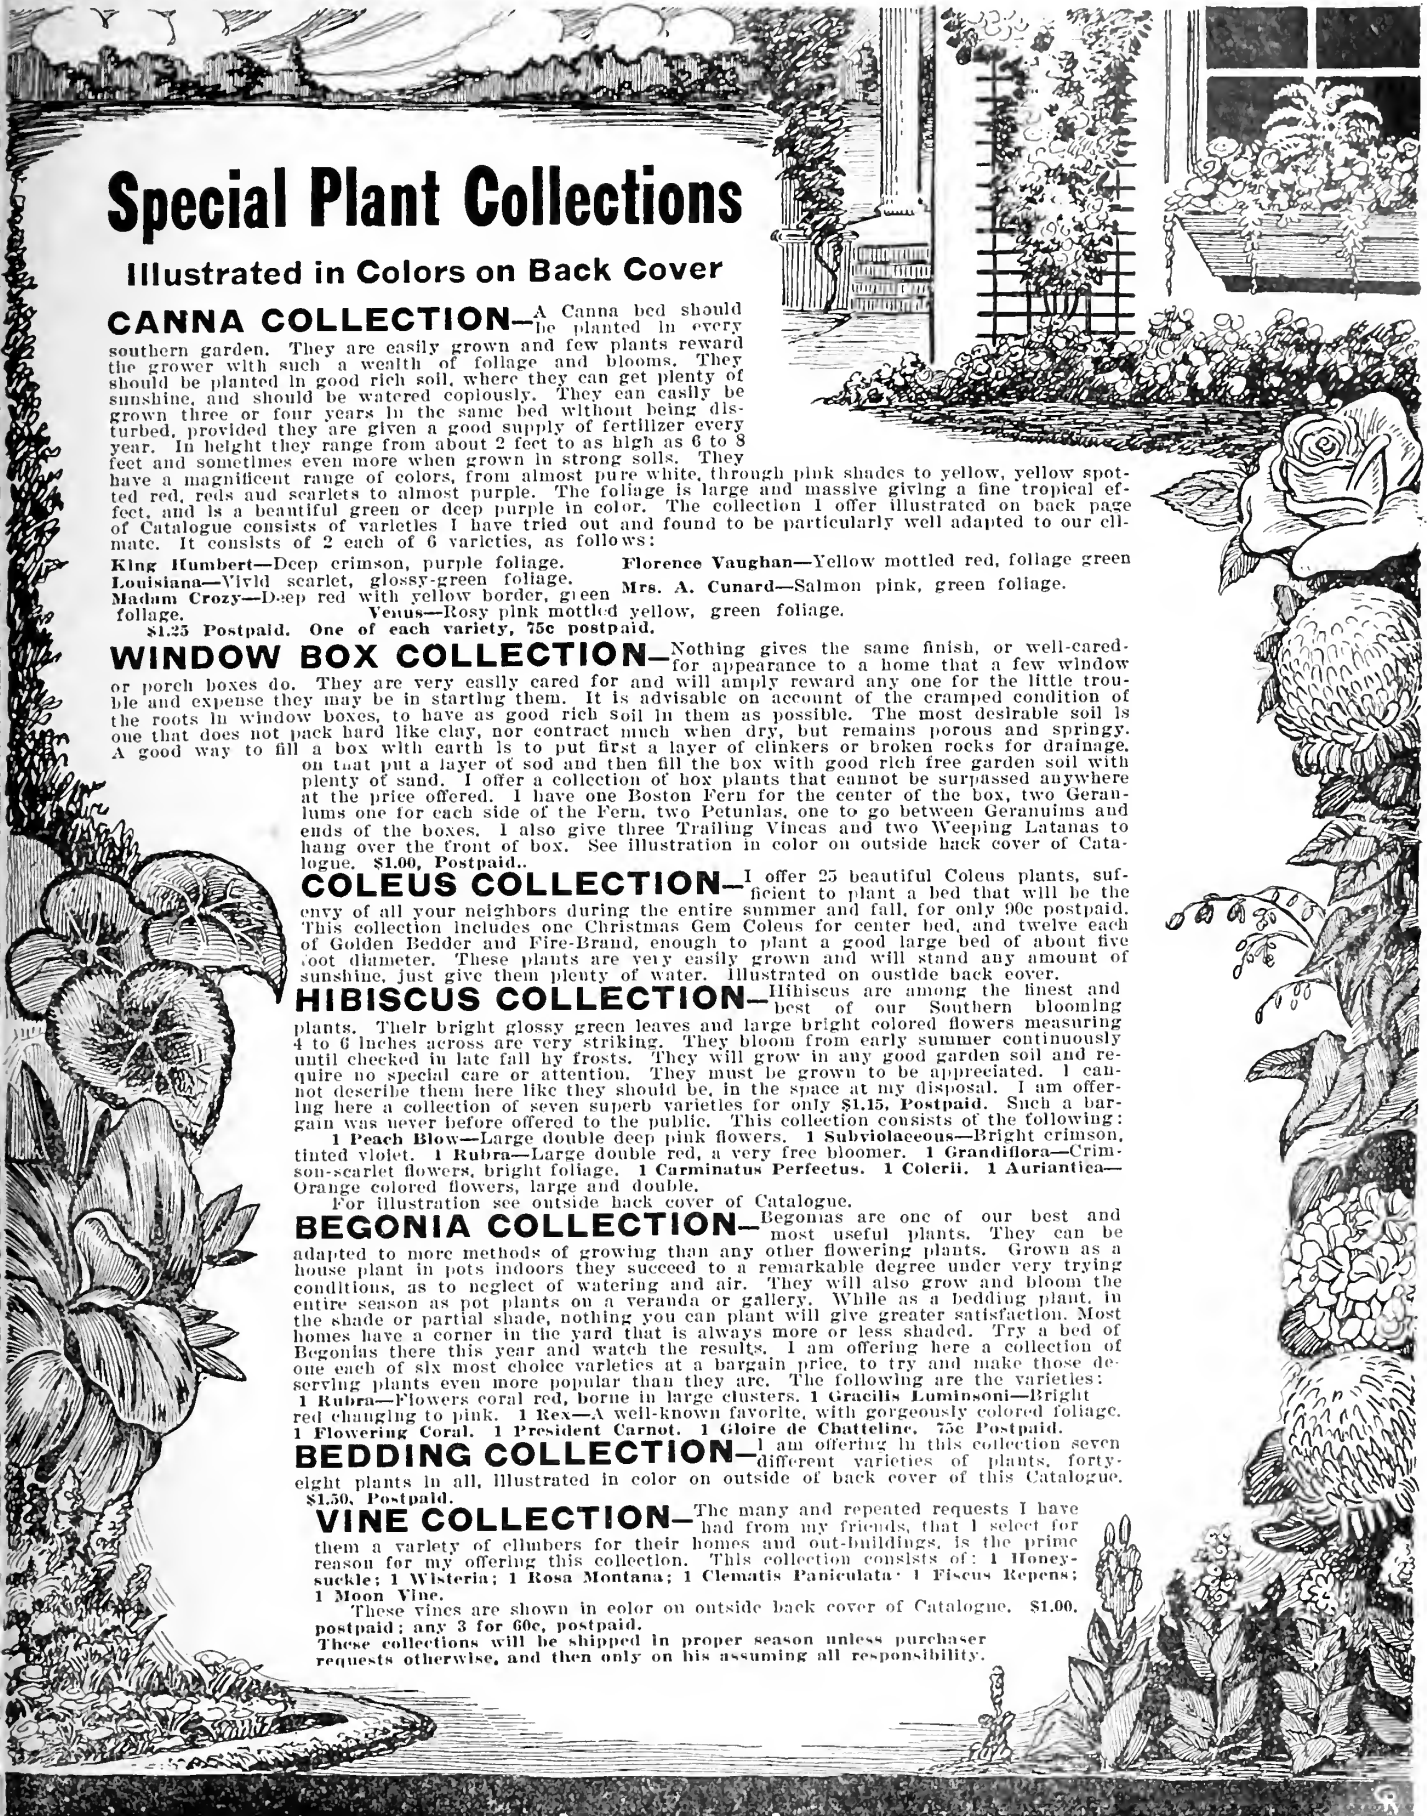 Special Plant Collections
Illustrated in Colors on Back Cover
CANNA COLLECTION—A Canna bed should
be planted in every
southern garden. They are easily grown and few plants reward
the grower with such a wealth of foliage and blooms. They
should be planted in good rich soil, where they can get plenty of
sunshine, and should be watered copiously. They can easily be
grown three or four years in the same bed without being dis-
turbed, provided they are given a good supply of fertilizer every
year. In height they range from about 2 feet to as high as 6 to 8
feet and sometimes even more when grown in strong soils. They
have a magnificent range of colors, from almost pure white, through pink shades to yellow, yellow spot-
ted red, reds and scarlets to almost purple. The foliage is large and massive giving a fine tropical ef-
fect, and is a beautiful green or deep purple in color. The collection I offer illustrated on back page
of Catalogue consists of varieties I have tried out and found to be particularly well adapted to our cli-
mate. It consists of 2 each of 6 varieties, as follows:
King Humbert—Deep crimson, purple foliage.
Louisiana—Vivid scarlet, glossy-green foliage.
Madam Crozy—Deep red with yellow border, green
foliage.
Florence Vaughan—Yellow mottled red, foliage green
Mrs. A. Cunard—Salmon pink, green foliage.
Venus—Rosy pink mottled yellow, green foliage.
$1.25 Postpaid. One of each variety, 75c postpaid.
WINDOW BOX COLLECTION—Nothing gives the same finish, or well-cared-
for appearance to a home that a few window
or porch boxes do. They are very easily cared for and will amply reward any one for the little trou-
ble and expense they may be in starting them. It is advisable on account of the cramped condition of
the roots in window boxes, to have as good rich soil in them as possible. The most desirable soil is
one that does not pack hard like clay, nor contract much when dry, but remains porous and springy.
A good way to fill a box with earth is to put first a layer of clinkers or broken rocks for drainage,
on that put a layer of sod and then fill the box with good rich free garden soil with
plenty of sand. I offer a collection of box plants that cannot be surpassed anywhere
at the price offered. I have one Boston Fern for the center of the box, two Geran-
iums one for each side of the Fern, two Petunias, one to go between Geranuims and
ends of the boxes. I also give three Trailing Vincas and two Weeping Latanas to
hang over the front of box. See illustration in color on outside back cover of Cata-
logue. $1.00, Postpaid..
COLEUS COLLECTION—I offer 25 beautiful Coleus plants, suf-
ficient to plant a bed that will be the
envy of all your neighbors during the entire summer and fall, for only 90c postpaid.
This collection includes one Christmas Gem Coleus for center bed, and twelve each
of Golden Bedder and Fire-Brand, enough to plant a good large bed of about five
foot diameter. These plants are very easily grown and will stand any amount of
sunshine, just give them plenty of water. Illustrated on oustide back cover.
HIBISCUS COLLECTION—Hibiscus are among the finest and
best of our Southern blooming
plants. Their bright glossy green leaves and large bright colored flowers measuring
4 to 6 inches across are very striking. They bloom from early summer continuously
until checked in late fall by frosts. They will grow in any good garden soil and re-
quire no special care or attention. They must be grown to be appreciated. I can-
not describe them here like they should be, in the space at my disposal. I am offer-
ing here a collection of seven superb varieties for only $1.15, Postpaid. Such a bar-
gain was never before offered to the public. This collection consists of the following:
1 Peach Blow—Large double deep pink flowers. 1 Subviolaceous—Bright crimson,
tinted violet. 1 Rubra—Large double red, a very free bloomer. 1 Grandiflora—Crim-
son-scarlet flowers, bright foliage. 1 Carminatus Perfectus. 1 Colerii. 1 Auriantica—
Orange colored flowers, large and double.
For illustration see outside back cover of Catalogue.
BEGONIA COLLECTION—Begonias are one of our best and
most useful plants. They can be
adapted to more methods of growing than any other flowering plants. Grown as a
house plant in pots indoors they succeed to a remarkable degree under very trying
conditions, as to neglect of watering and air. They will also grow and bloom the
entire season as pot plants on a veranda or gallery. While as a bedding plant, in
the shade or partial shade, nothing you can plant will give greater satisfaction. Most
homes have a corner in the yard that is always more or less shaded. Try a bed of
Begonias there this year and watch the results. I am offering here a collection of
one each of six most choice varieties at a bargain price, to try and make those de-
serving plants even more popular than they are. The following are the varieties:
1 Rubra—Flowers coral red, borne in large clusters. 1 Gracilis Luminsoni—Bright
red changing to pink. 1 Rex—A well-known favorite, with gorgeously colored foliage.
1 Flowering Coral. 1 President Carnot. 1 Gloire de Chatteline. 75c Postpaid.
BEDDING COLLECTION—I am offering in this collection seven
different varieties of plants, forty-
eight plants in all, Illustrated in color on outside of back cover of this Catalogue.
$1.50, Postpaid.
VINE COLLECTION—The many and repeated requests I have
had from my friends, that I select for
them a variety of climbers for their homes and out-buildings, is the prime
reason for my offering this collection. This collection consists of: 1 Honey-
suckle; 1 Wisteria; 1 Rosa Montana; 1 Clematis Paniculata; 1 Fiscus Repens;
1 Moon Vine.
These vines are shown in color on outside back cover of Catalogue. $1.00,
postpaid; any 3 for 60c, postpaid.
These collections will be shipped in proper season unless purchaser
requests otherwise, and then only on his assuming all responsibility.